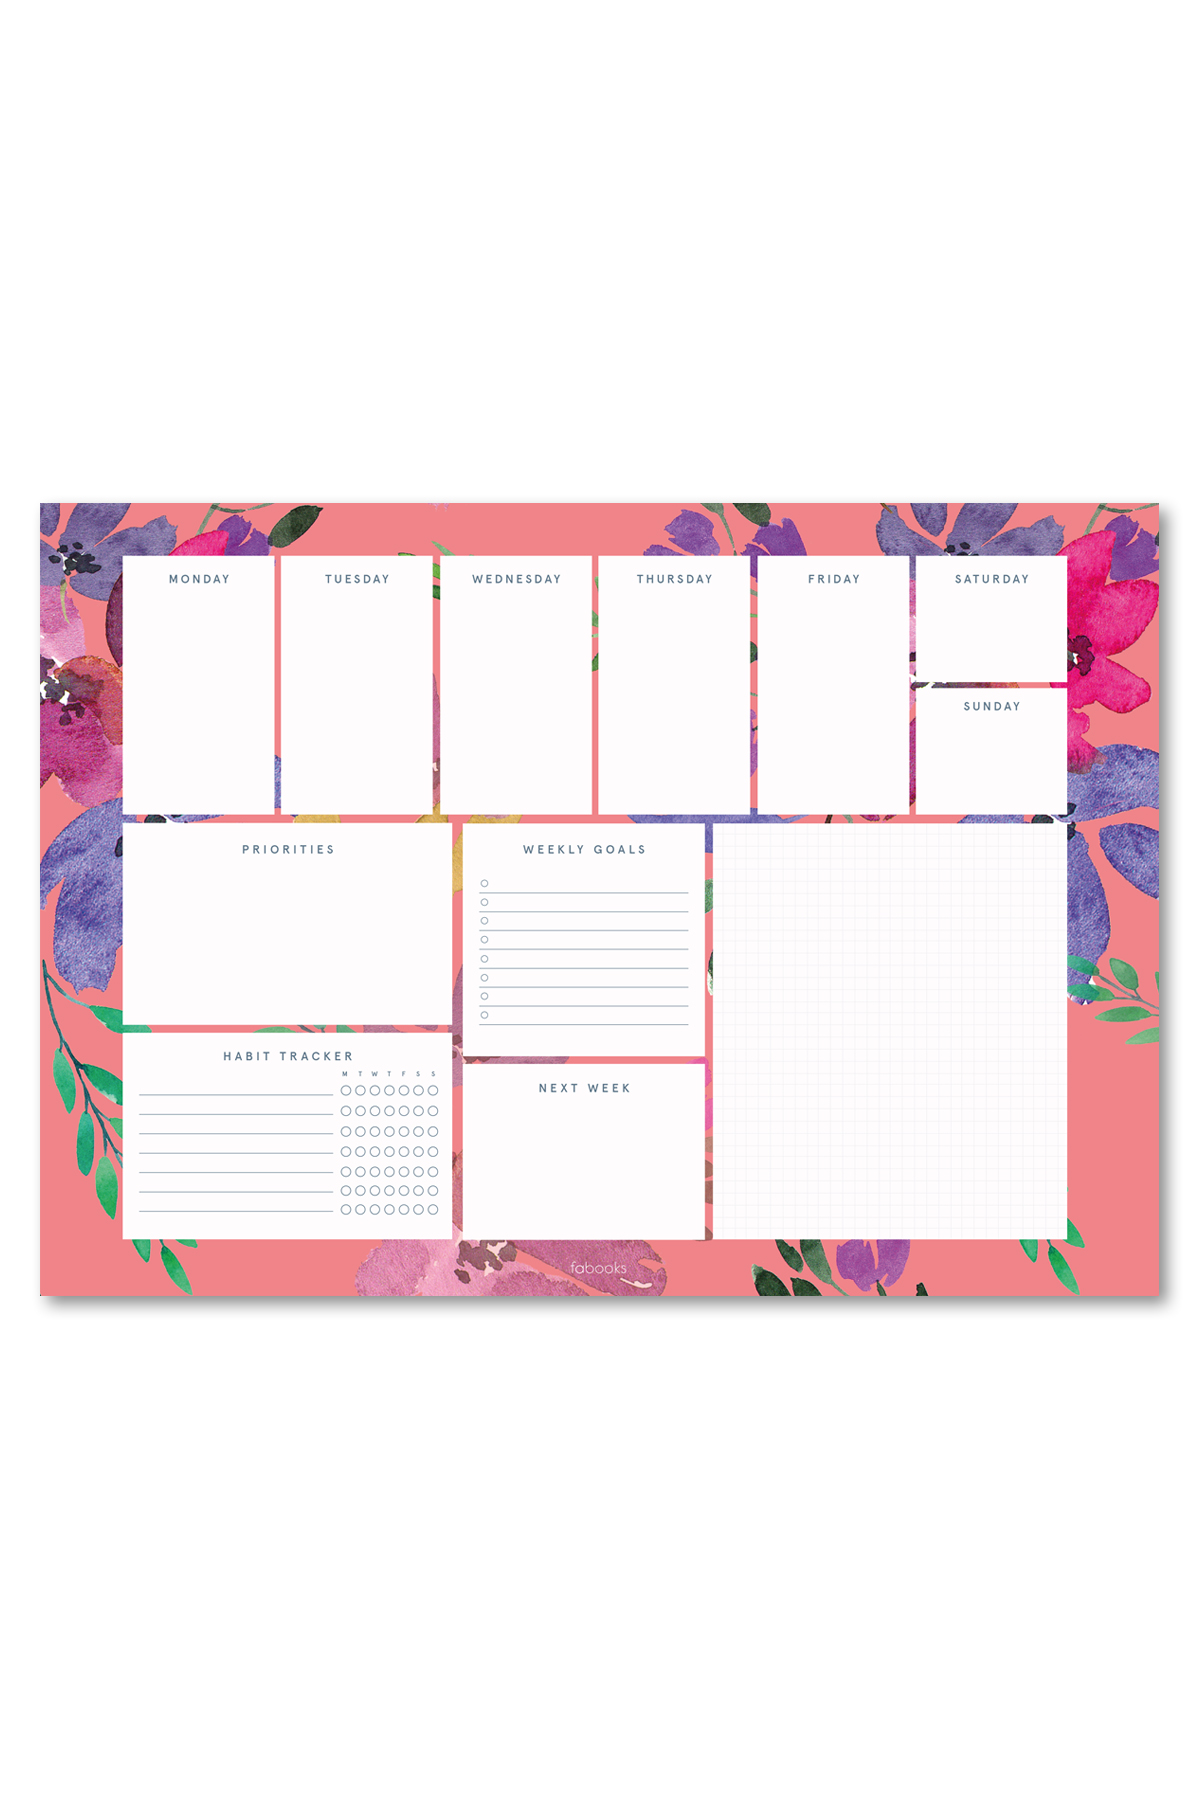 MONDAY
TUESDAY
WEDNESDAY
THURSDAY
FRIDAY
SATURDAY
SUNDAY
PRIORITIES
WEEKLY GOALS
HABIT TRACKER
M T W T F S S
NEXT WEEK
fabooks